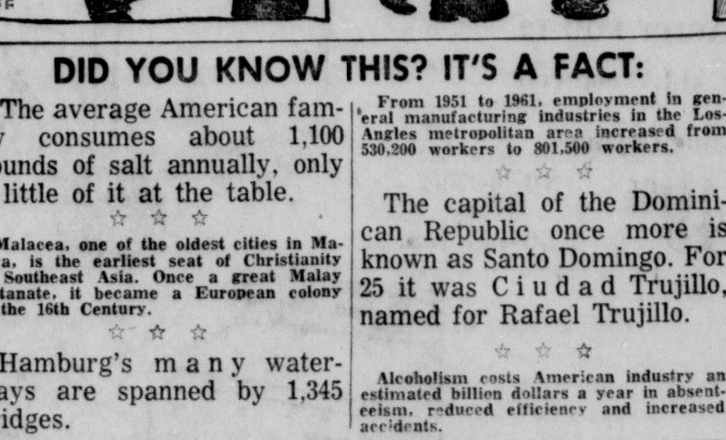 DID YOU KNOW THIS? IT'S A FACT:
The average American fam-
consumes about 1,100
ounds of salt annually, only
little of it at the table.
Malacea, one of the oldest cities in Ma-
a, is the earliest seat of Christianity
Southeast Asia. Once a great Malay
tanate, it became a European colony
the 16th Century.
Hamburg's many water-
ays are spanned by 1,345
idges.
From 1951 to 1961, employment in gen-
eral manufacturing industries in the Los-
Angles metropolitan area increased from
530,200 workers to 801,500 workers.
The capital of the Domini-
can Republic once more is
known as Santo Domingo. For
25 it was Ciudad Trujillo,
named for Rafael Trujillo.
Alcoholism costs American industry an
estimated billion dollars a year in absent-
eeism, reduced efficiency and increased
accidents.